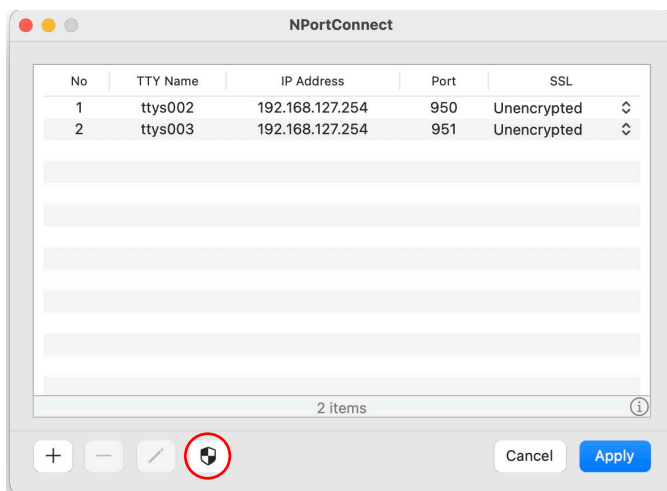 NPortConnect
No TTY Name IP Address Port SSL
1 ttys002 192.168.127.254 950 Unencrypted
2 ttys003 192.168.127.254 951 Unencrypted
2 items
Cancel Apply